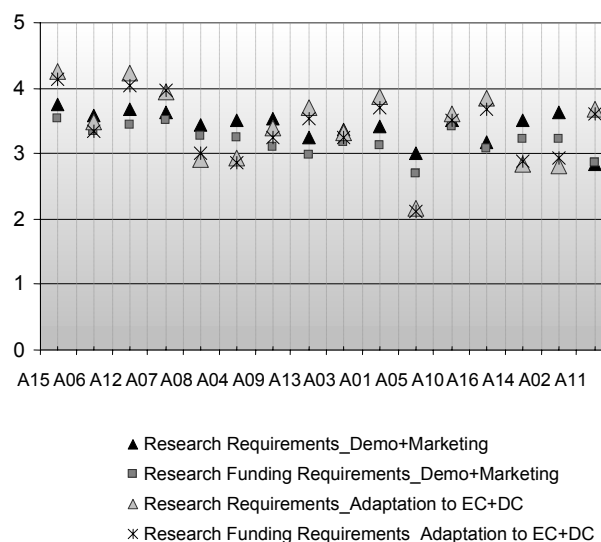 5
4
3
2
1
0
A15 A06 A12 A07 A08 A04 A09 A13 A03 A01 A05 A10 A16 A14 A02 A11
Research Requirements_Demo+Marketing
Research Funding Requirements_Demo+Marketing
Research Requirements_Adaptation to EC+DC
Research Funding Requirements_Adaptation to EC+DC